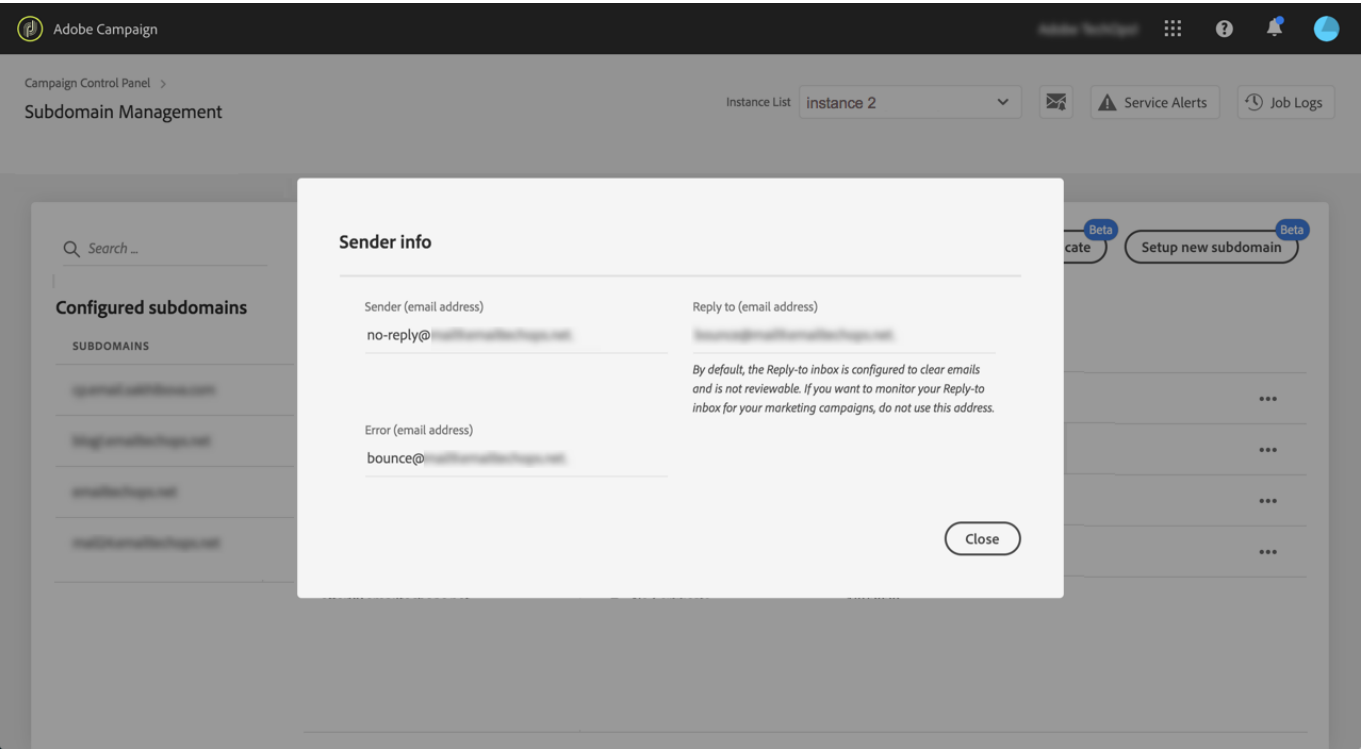 Adobe Campaign
Campaign Control Panel >
Subdomain Management
Instance List instance 2
Service Alerts
Job Logs
Search ...
cate
Beta
Setup new subdomain
Beta
Configured subdomains
SUBDOMAINS
Sender info
Sender (email address)
no-reply@
Reply to (email address)
By default, the Reply-to inbox is configured to clear emails
and is not reviewable. If you want to monitor your Reply-to
inbox for your marketing campaigns, do not use this address.
Error (email address)
bounce@
Close